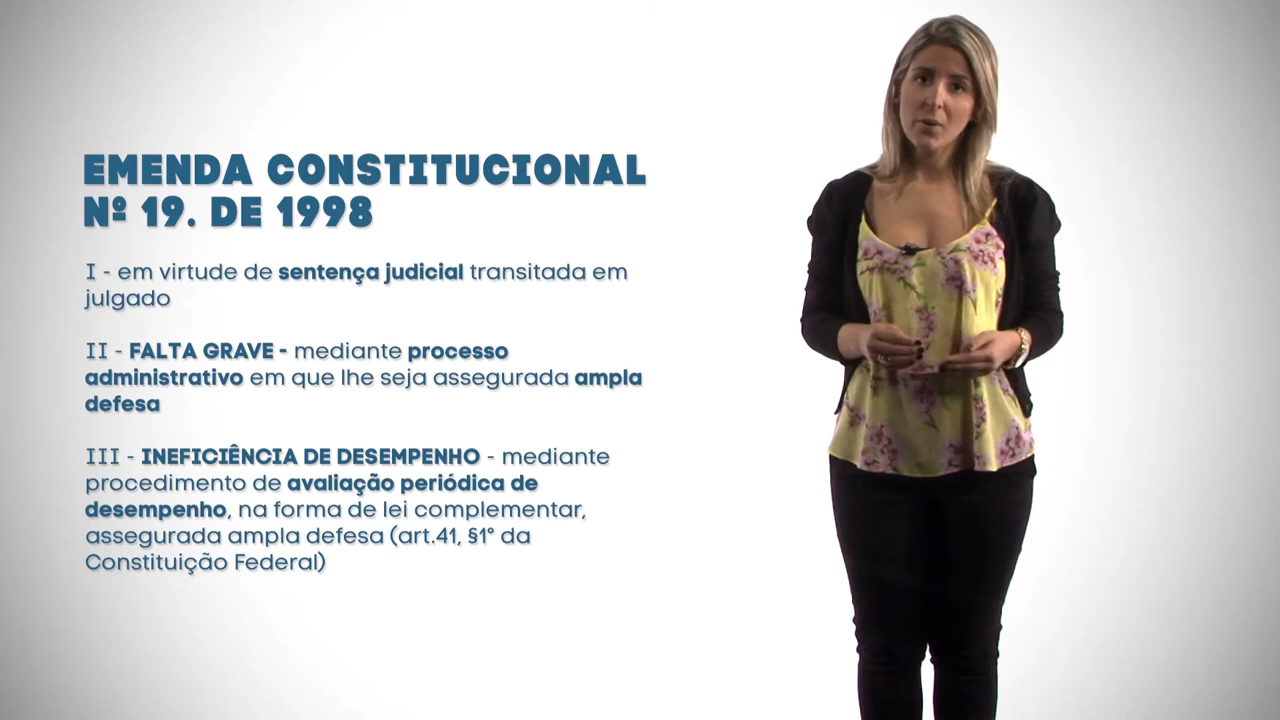 EMENDA CONSTITUCIONAL
Nº 19. DE 1998
I - em virtude de sentença judicial transitada em
julgado
II - FALTA GRAVE - mediante processo
administrativo em que lhe seja assegurada ampla
defesa
III - INEFICIÊNCIA DE DESEMPENHO - mediante
procedimento de avaliação periódica de
desempenho, na forma de lei complementar,
assegurada ampla defesa (art.41, §1° da
Constituição Federal)